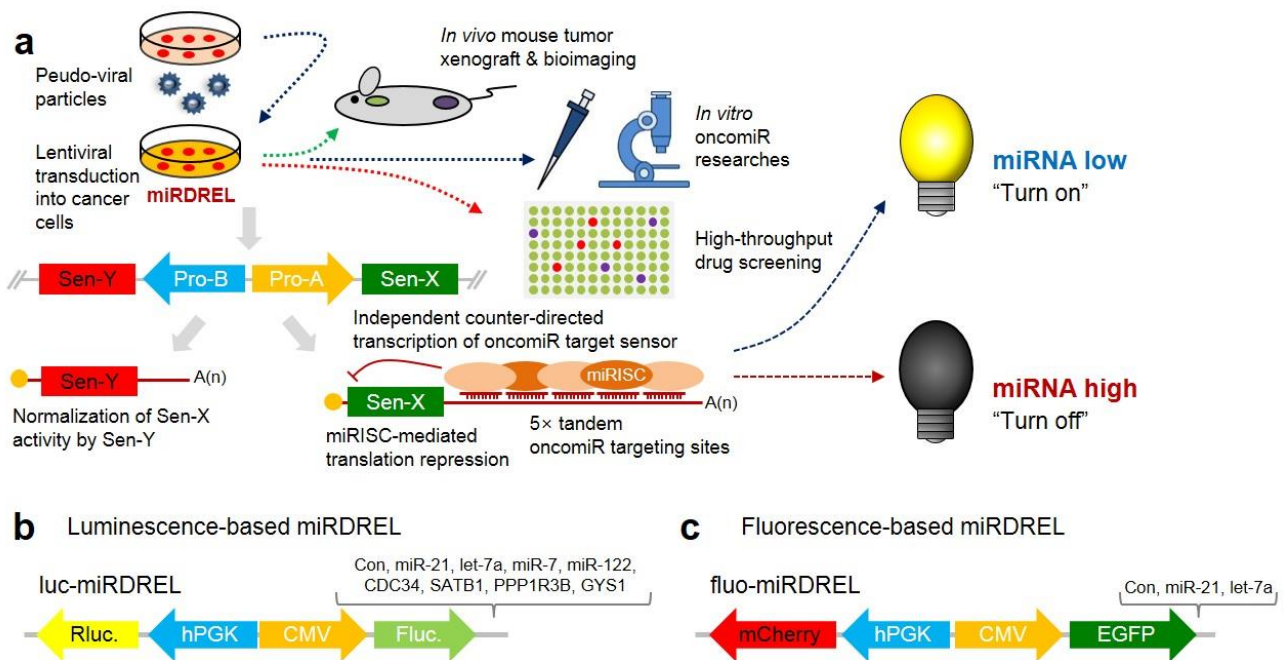 a
Peudo-viral
particles
Lentiviral
transduction
into cancer
cells
miRDREL
In vivo mouse tumor
xenograft & bioimaging
In vitro
oncomiR
researches
High-throughput
drug screening
miRNA low
“Turn on”
miRNA high
“Turn off”
Sen-Y
Pro-B
Pro-A
Sen-X
Independent counter-directed
transcription of oncomiR target sensor
Sen-Y
A(n)
Normalization of Sen-X
activity by Sen-Y
miRISC
Sen-X
A(n)
miRISC-mediated
translation repression
5× tandem
oncomiR targeting sites
b Luminescence-based miRDREL
luc-miRDREL
Con, miR-21, let-7a, miR-7, miR-122,
CDC34, SATB1, PPP1R3B, GYS1
Rluc.
hPGK
CMV
Fluc.
c Fluorescence-based miRDREL
fluo-miRDREL
Con, miR-21, let-7a
mCherry
hPGK
CMV
EGFP